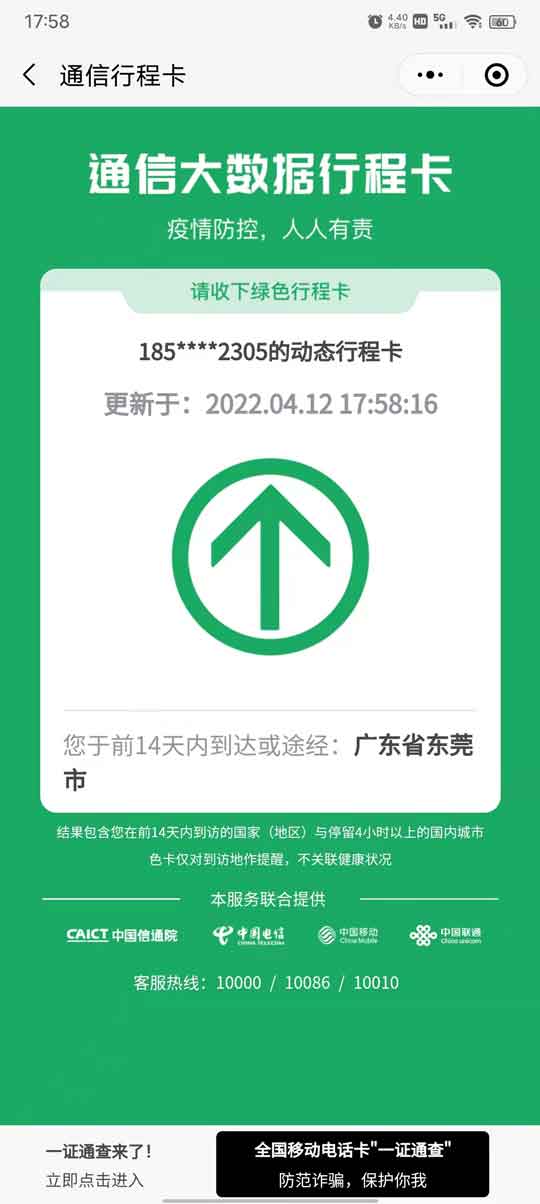 17:58
4.40 KB/s HD 5G 60
通信行程卡
通信大数据行程卡
疫情防控，人人有责
请收下绿色行程卡
185****2305的动态行程卡
更新于：2022.04.12 17:58:16
您于前14天内到达或途经：广东省东莞
市
结果包含您在前14天内到访的国家（地区）与停留4小时以上的国内城市
色卡仅对到访地作提醒，不关联健康状况
本服务联合提供
CAICT 中国信通院 中国电信 CHINA TELECOM 中国移动 China Mobile 中国联通 China unicom
客服热线：10000 / 10086 / 10010
一证通查来了！
立即点击进入
全国移动电话卡"一证通查"
防范诈骗，保护你我